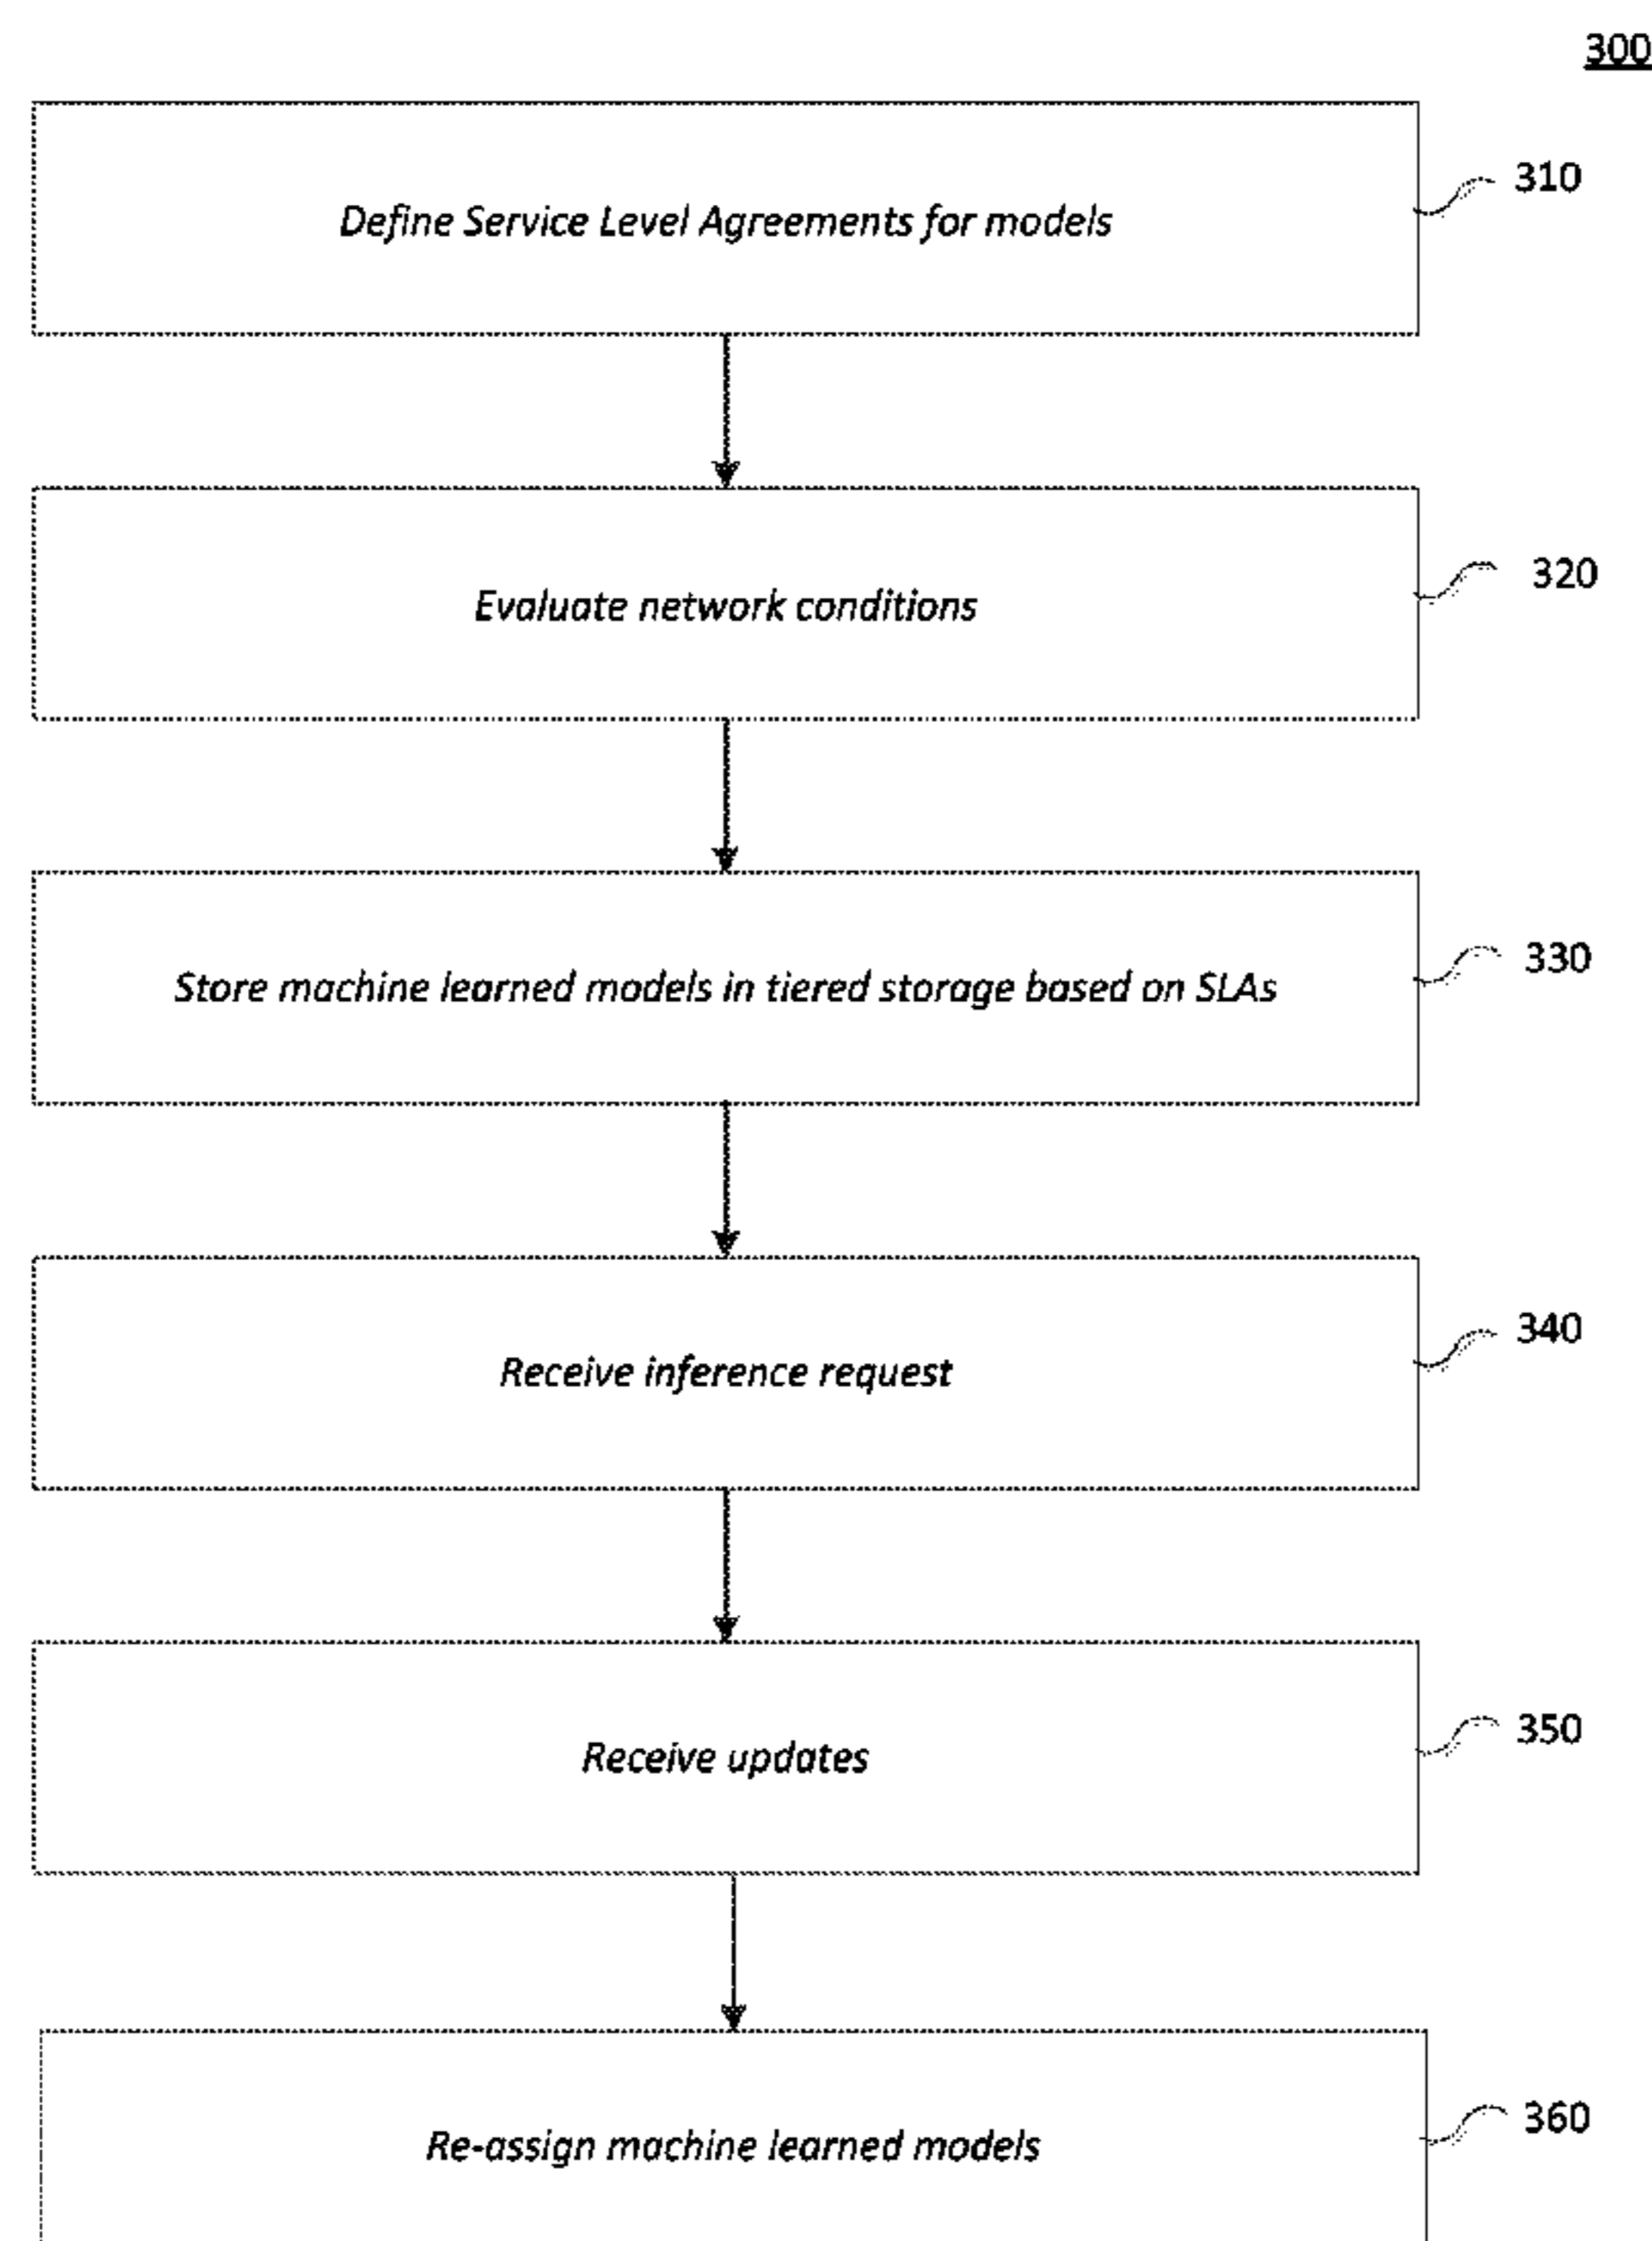 300
Define Service Level Agreements for models
310
Evaluate network conditions
320
Store machine learned models in tiered storage based on SLAs
330
Receive inference request
340
Receive updates
350
Re-assign machine learned models
360